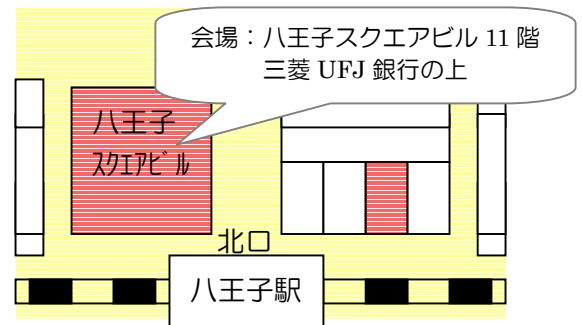 会場：八王子スクエアビル 11 階
三菱 UFJ 銀行の上
八王子
ｽｸｴｱﾋﾞﾙ
北口
八王子駅